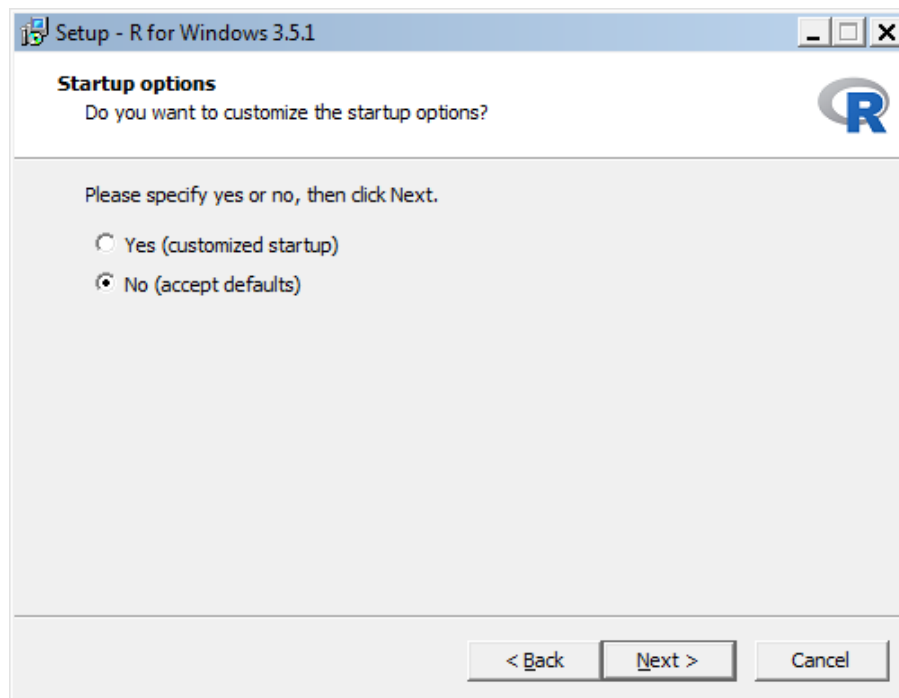 Setup - R for Windows 3.5.1
Startup options
Do you want to customize the startup options?
R
Please specify yes or no, then click Next.
Yes (customized startup)
No (accept defaults)
< Back
Next >
Cancel